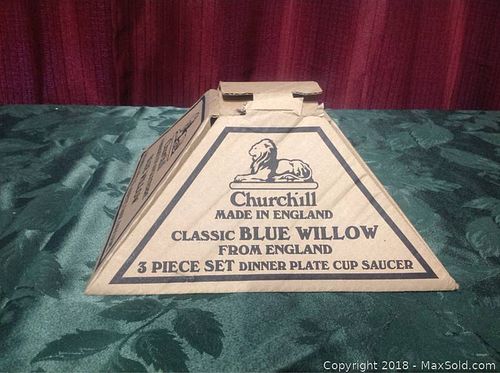 Churchill
MADE IN ENGLAND
CLASSIC BLUE WILLOW
FROM ENGLAND
3 PIECE SET DINNER PLATE CUP SAUCER
Copyright 2018 - MaxSold.com